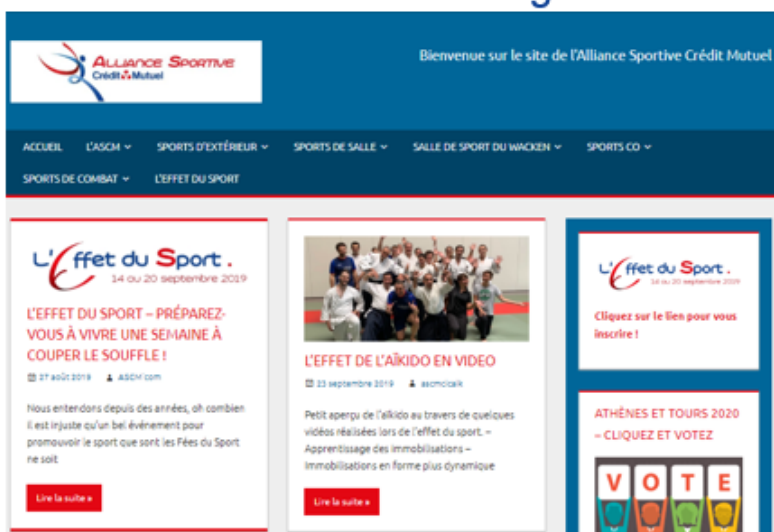 ALLIANCE SPORTIVE
Crédit Mutuel
Bienvenue sur le site de l'Alliance Sportive Crédit Mutuel
ACCUEIL L'ASCM SPORTS D'EXTÉRIEUR SPORTS DE SALLE SALLE DE SPORT DU WACKEN SPORTS CO
SPORTS DE COMBAT L'EFFET DU SPORT
L'Effet du Sport.
14 au 20 septembre 2019
L'EFFET DU SPORT – PRÉPAREZ-
VOUS À VIVRE UNE SEMAINE À
COUPER LE SOUFFLE !
27 août 2019 ASCM'com
Nous entendons depuis des années, oh combien
il est injuste qu'un bel événement pour
promouvoir le sport que sont les Fées du Sport
ne soit
Lire la suite »
L'EFFET DE L'AÏKIDO EN VIDEO
23 septembre 2019 ascmcicaik
Petit aperçu de l'aïkido au travers de quelques
vidéos réalisées lors de l'effet du sport. –
Apprentissage des immobilisations –
Immobilisations en forme plus dynamique
Lire la suite »
L'Effet du Sport.
14 au 20 septembre 2019
Cliquez sur le lien pour vous
inscrire !
ATHÈNES ET TOURS 2020
– CLIQUEZ ET VOTEZ
VOTE